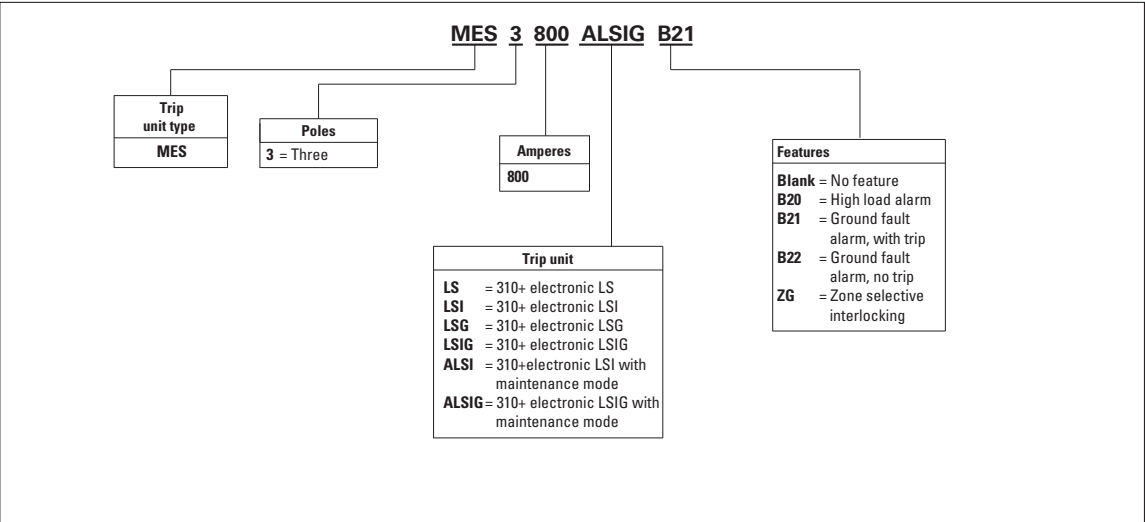 MES 3 800 ALSIG B21
Trip
unit type
MES
Poles
3 = Three
Amperes
800
Trip unit
LS = 310+ electronic LS
LSI = 310+ electronic LSI
LSG = 310+ electronic LSG
LSIG = 310+ electronic LSIG
ALSI = 310+electronic LSI with
maintenance mode
ALSIG = 310+ electronic LSIG with
maintenance mode
Features
Blank = No feature
B20 = High load alarm
B21 = Ground fault
alarm, with trip
B22 = Ground fault
alarm, no trip
ZG = Zone selective
interlocking